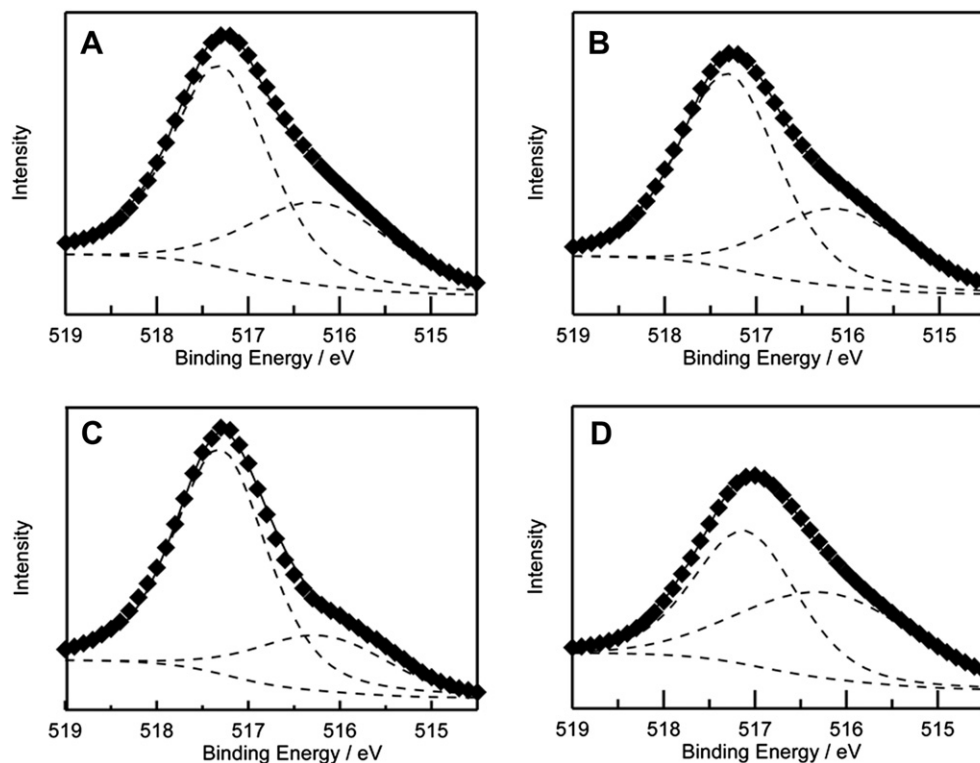 A
Intensity
519 518 517 516 515
Binding Energy / eV
B
Intensity
519 518 517 516 515
Binding Energy / eV
C
Intensity
519 518 517 516 515
Binding Energy / eV
D
Intensity
519 518 517 516 515
Binding Energy / eV